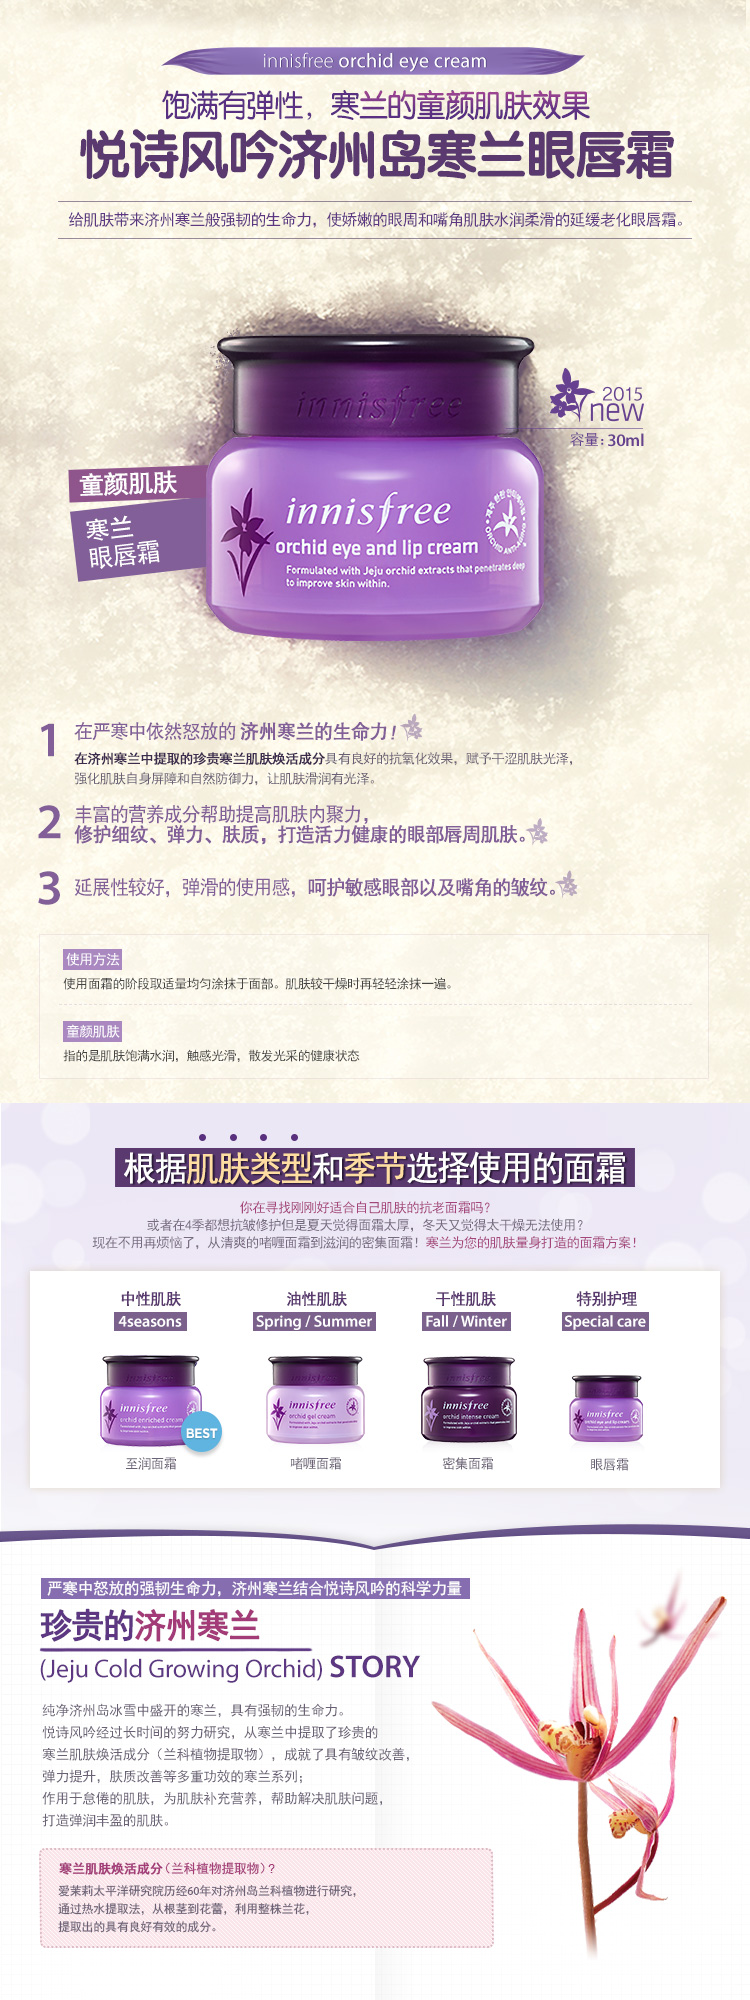 innisfree orchid eye cream
饱满有弹性，寒兰的童颜肌肤效果
悦诗风吟济州岛寒兰眼唇霜
给肌肤带来济州寒兰般强韧的生命力，使娇嫩的眼周和嘴角肌肤水润柔滑的延缓老化眼唇霜。
innisfree
2015
new
容量：30ml
童颜肌肤
寒兰
眼唇霜
innisfree
orchid eye and lip cream
Formulated with Jeju orchid extracts that penetrates deep
to improve skin within.
ORCHID ANTI-AGING
1 在严寒中依然怒放的 济州寒兰的生命力！
在济州寒兰中提取的珍贵寒兰肌肤焕活成分具有良好的抗氧化效果，赋予干涩肌肤光泽，
强化肌肤自身屏障和自然防御力，让肌肤滑润有光泽。
2 丰富的营养成分帮助提高肌肤内聚力，
修护细纹、弹力、肤质，打造活力健康的眼部唇周肌肤。
3 延展性较好，弹滑的使用感，呵护敏感眼部以及嘴角的皱纹。
使用方法
使用面霜的阶段取适量均匀涂抹于面部。肌肤较干燥时再轻轻涂抹一遍。
童颜肌肤
指的是肌肤饱满水润，触感光滑，散发光采的健康状态
根据肌肤类型和季节选择使用的面霜
你在寻找刚刚好适合自己肌肤的抗老面霜吗？
或者在4季都想抗皱修护但是夏天觉得面霜太厚，冬天又觉得太干燥无法使用？
现在不用再烦恼了，从清爽的啫喱面霜到滋润的密集面霜！寒兰为您的肌肤量身打造的面霜方案！
中性肌肤
4seasons
油性肌肤
Spring / Summer
干性肌肤
Fall / Winter
特别护理
Special care
innisfree
orchid enriched cream
BEST
innisfree
orchid gel cream
innisfree
orchid intense cream
innisfree
orchid eye and lip cream
至润面霜
啫喱面霜
密集面霜
眼唇霜
严寒中怒放的强韧生命力，济州寒兰结合悦诗风吟的科学力量
珍贵的济州寒兰
(Jeju Cold Growing Orchid) STORY
纯净济州岛冰雪中盛开的寒兰，具有强韧的生命力。
悦诗风吟经过长时间的努力研究，从寒兰中提取了珍贵的
寒兰肌肤焕活成分（兰科植物提取物），成就了具有皱纹改善，
弹力提升，肤质改善等多重功效的寒兰系列；
作用于怠倦的肌肤，为肌肤补充营养，帮助解决肌肤问题，
打造弹润丰盈的肌肤。
寒兰肌肤焕活成分（兰科植物提取物）？
爱茉莉太平洋研究院历经60年对济州岛兰科植物进行研究，
通过热水提取法，从根茎到花蕾，利用整株兰花，
提取出的具有良好有效的成分。